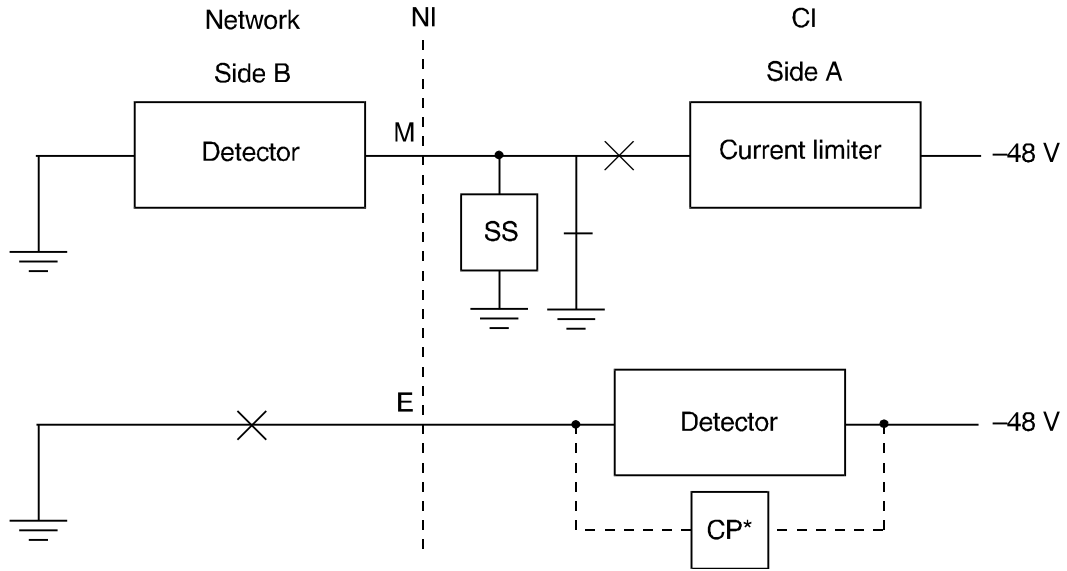 Network
NI
CI
Side B
Side A
M
Detector
Current limiter
–48 V
SS
E
Detector
–48 V
CP*